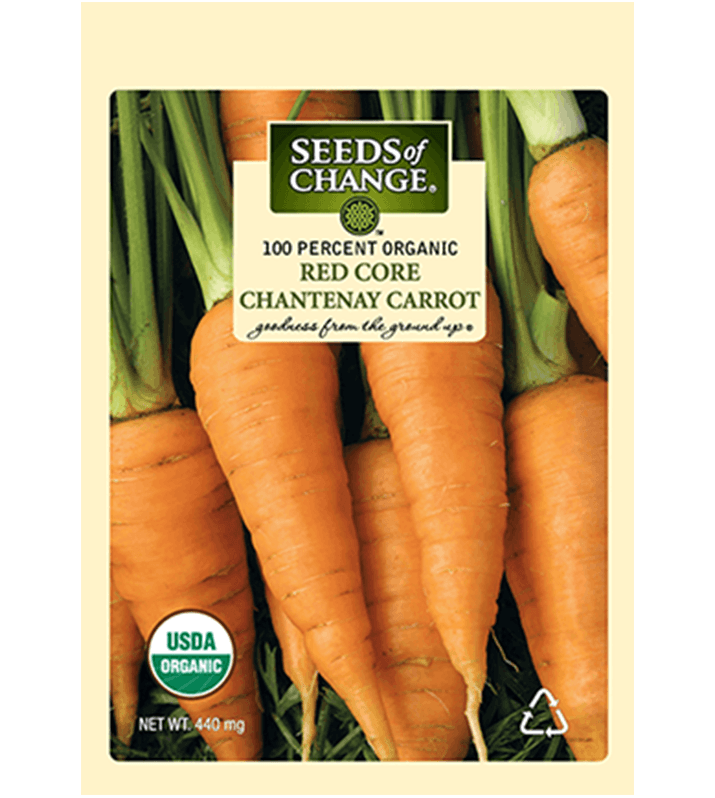 SEEDS of
CHANGE®
™
100 PERCENT ORGANIC
RED CORE
CHANTENAY CARROT
goodness from the ground up®
USDA
ORGANIC
NET WT. 440 mg